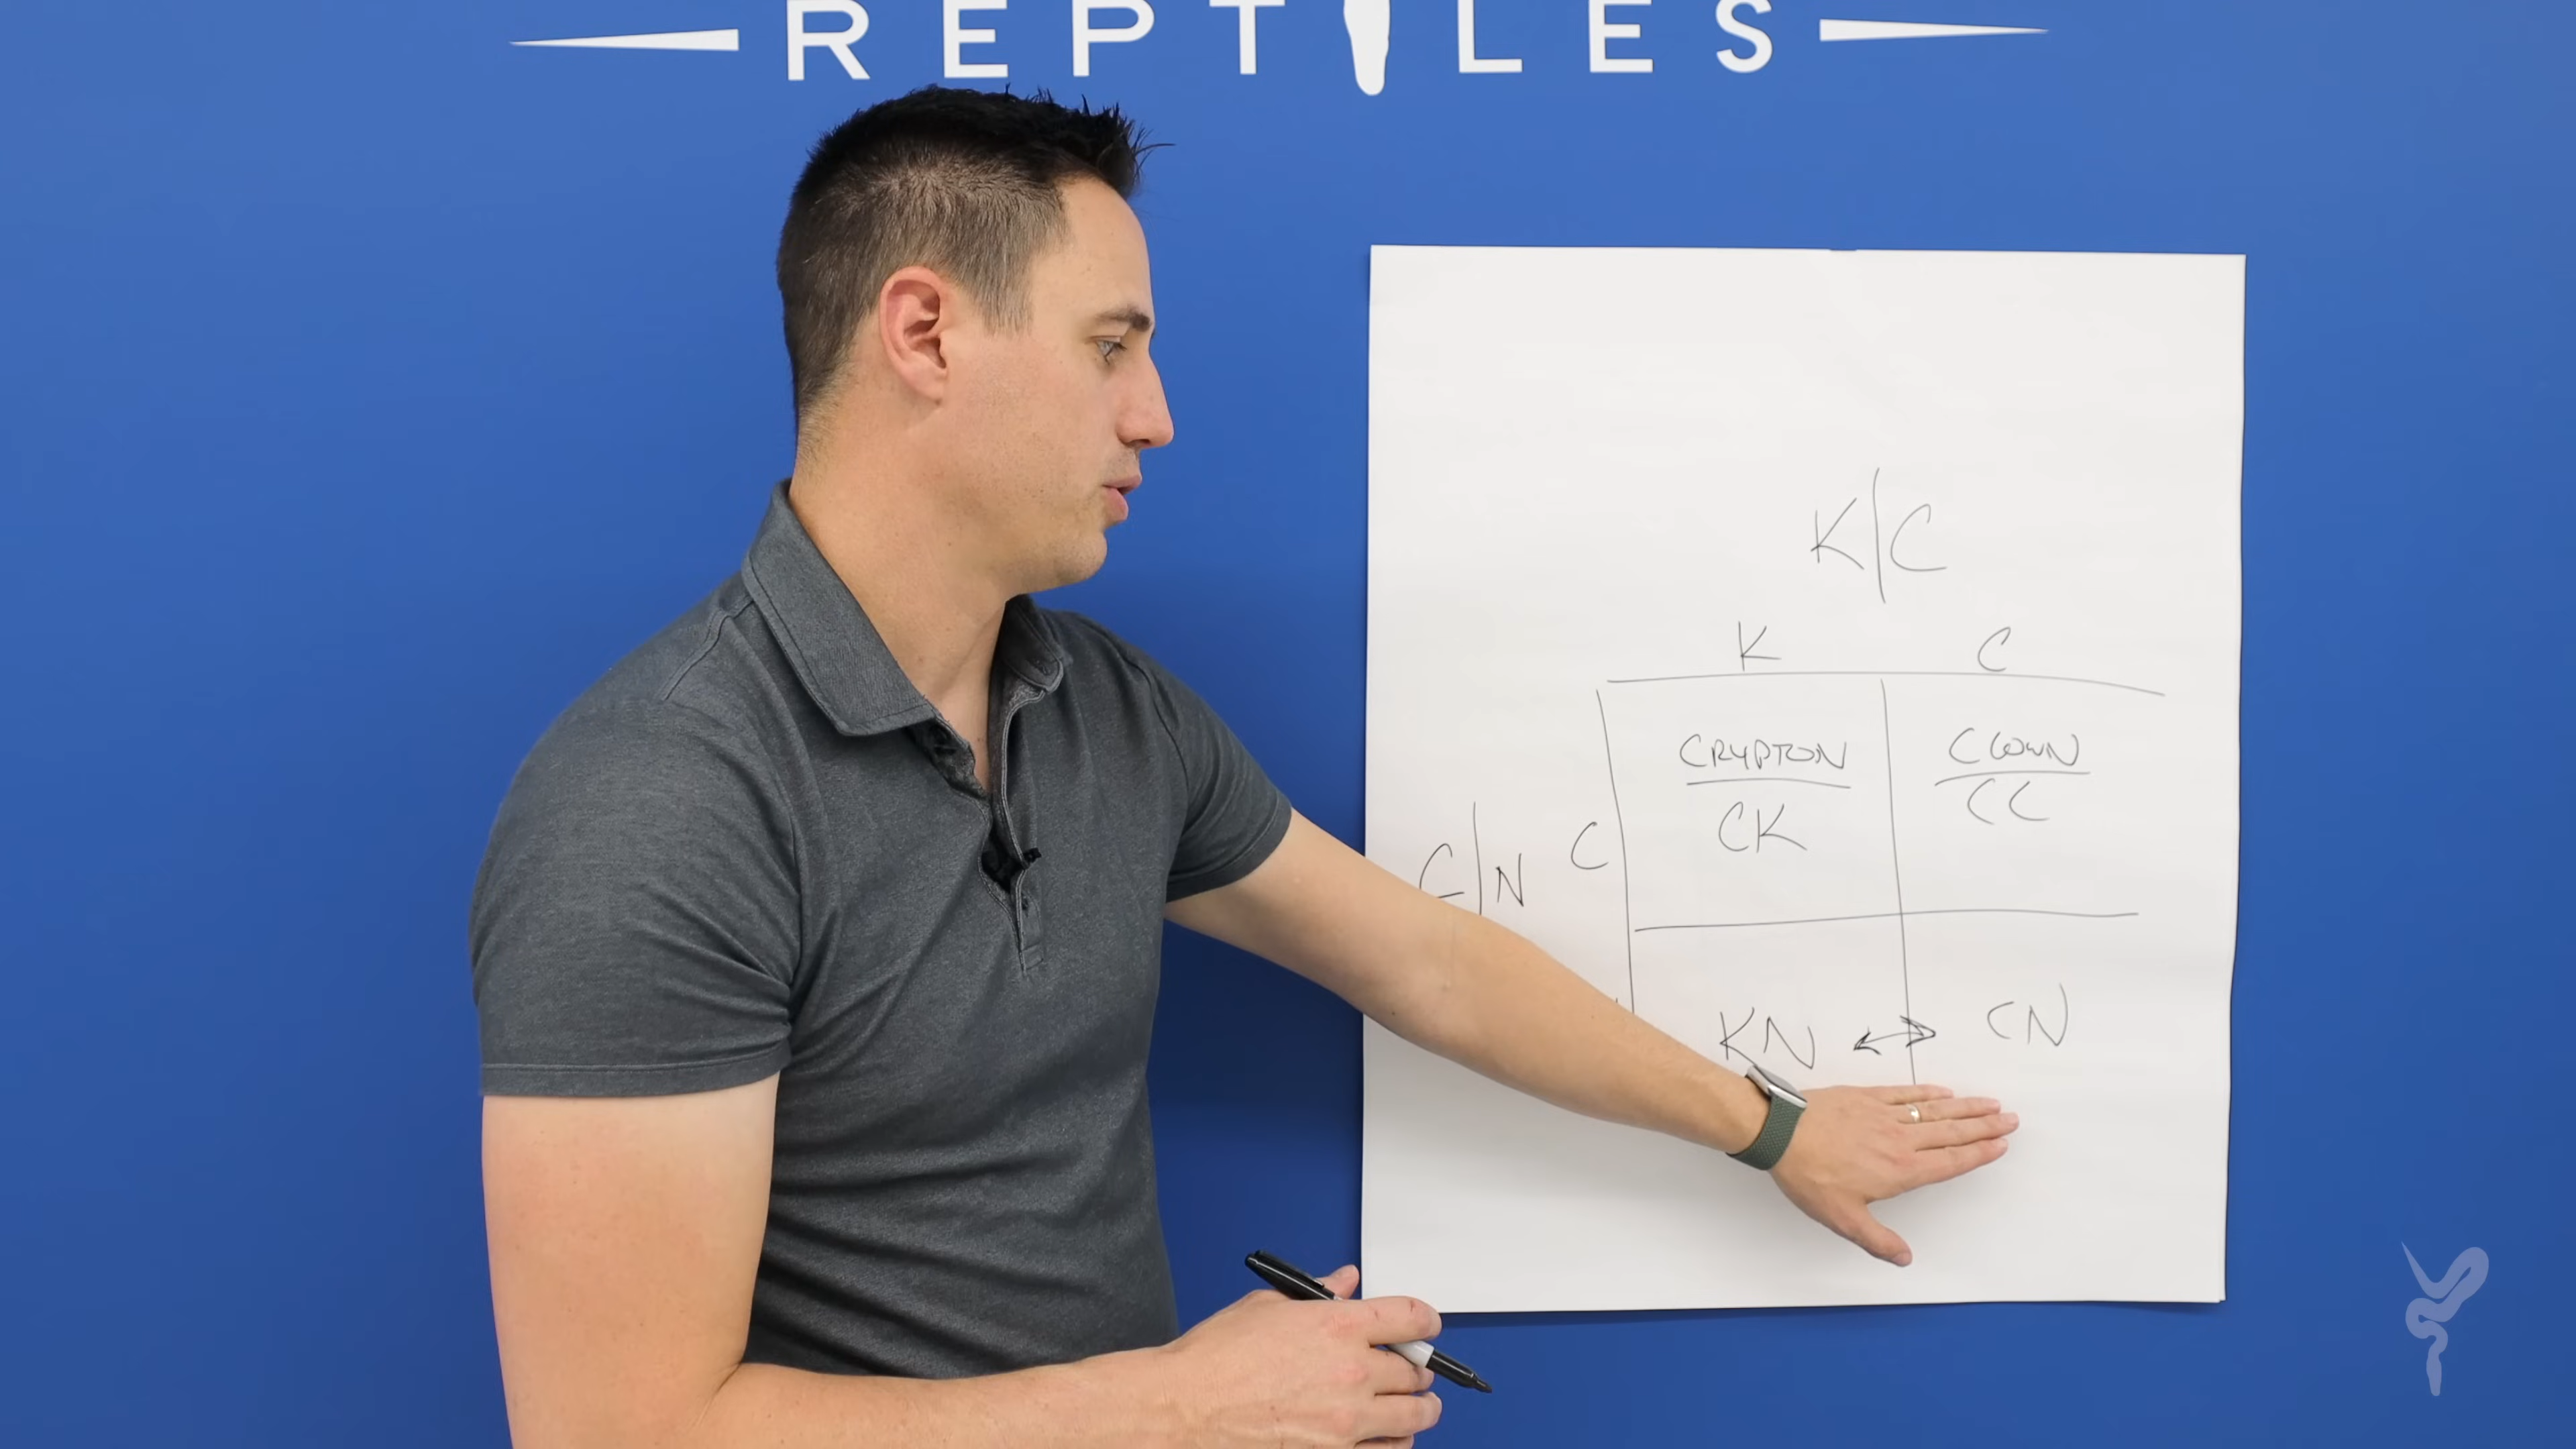 REPTILES
K|C
K C
CRYPTON CLOWN
CK CC
C|N C
KN ↔ CN